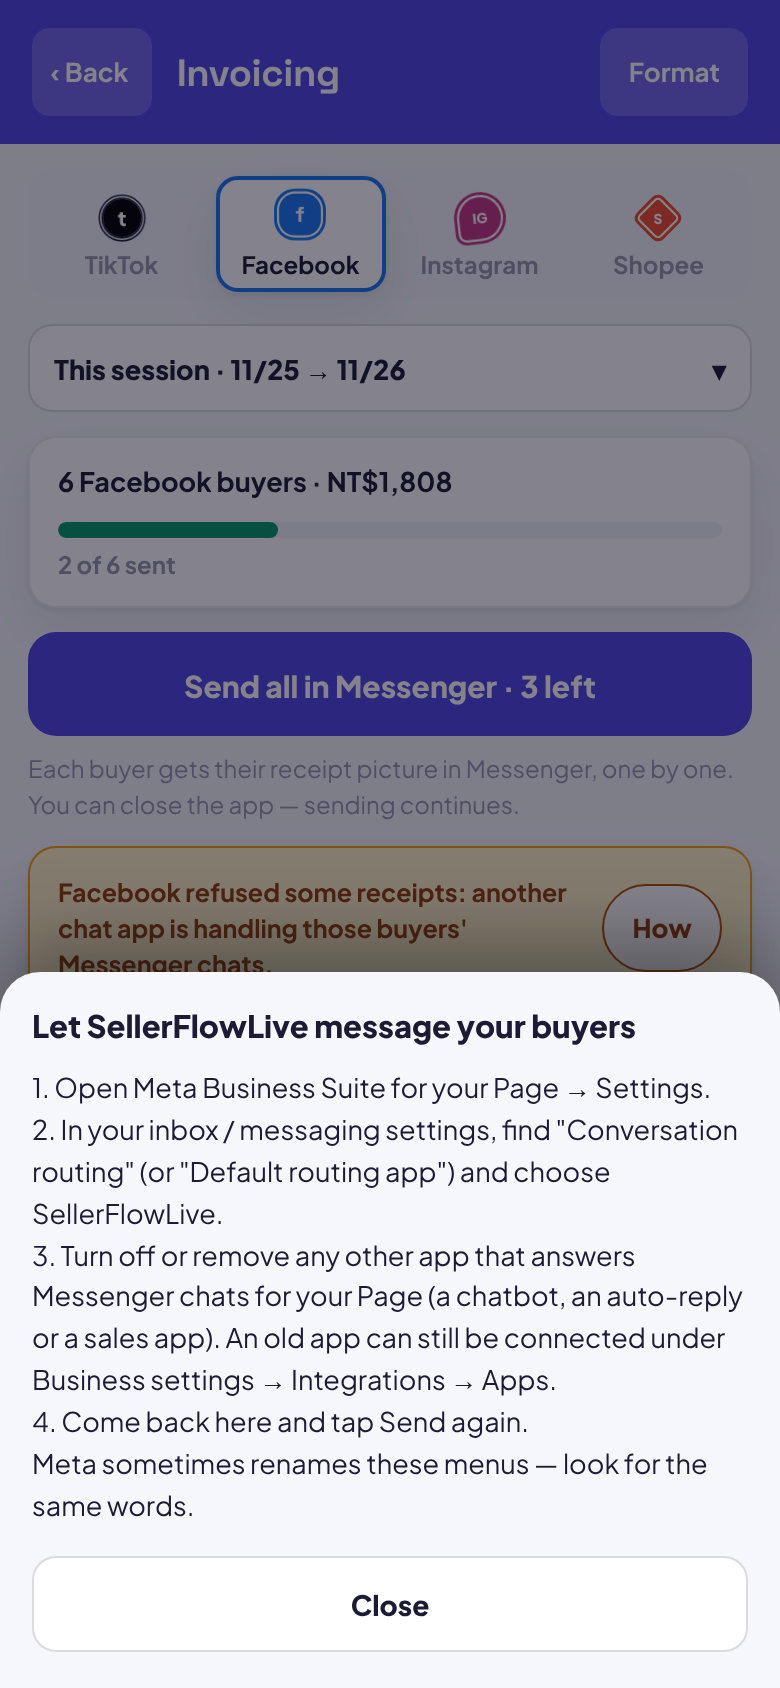 ‹ Back
Invoicing
Format
t
f
IG
S
TikTok
Facebook
Instagram
Shopee
This session · 11/25 → 11/26
▼
6 Facebook buyers · NT$1,808
2 of 6 sent
Send all in Messenger · 3 left
Each buyer gets their receipt picture in Messenger, one by one.
You can close the app — sending continues.
Facebook refused some receipts: another
chat app is handling those buyers'
Messenger chats.
How
Let SellerFlowLive message your buyers
1. Open Meta Business Suite for your Page → Settings.
2. In your inbox / messaging settings, find "Conversation
routing" (or "Default routing app") and choose
SellerFlowLive.
3. Turn off or remove any other app that answers
Messenger chats for your Page (a chatbot, an auto-reply
or a sales app). An old app can still be connected under
Business settings → Integrations → Apps.
4. Come back here and tap Send again.
Meta sometimes renames these menus — look for the
same words.
Close